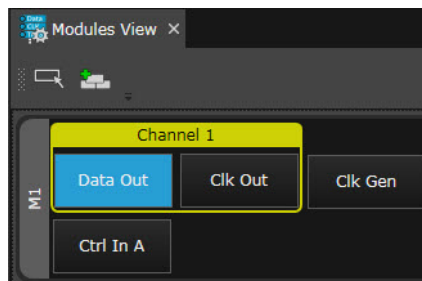 Modules View ×
Channel 1
M1
Data Out
Clk Out
Clk Gen
Ctrl In A